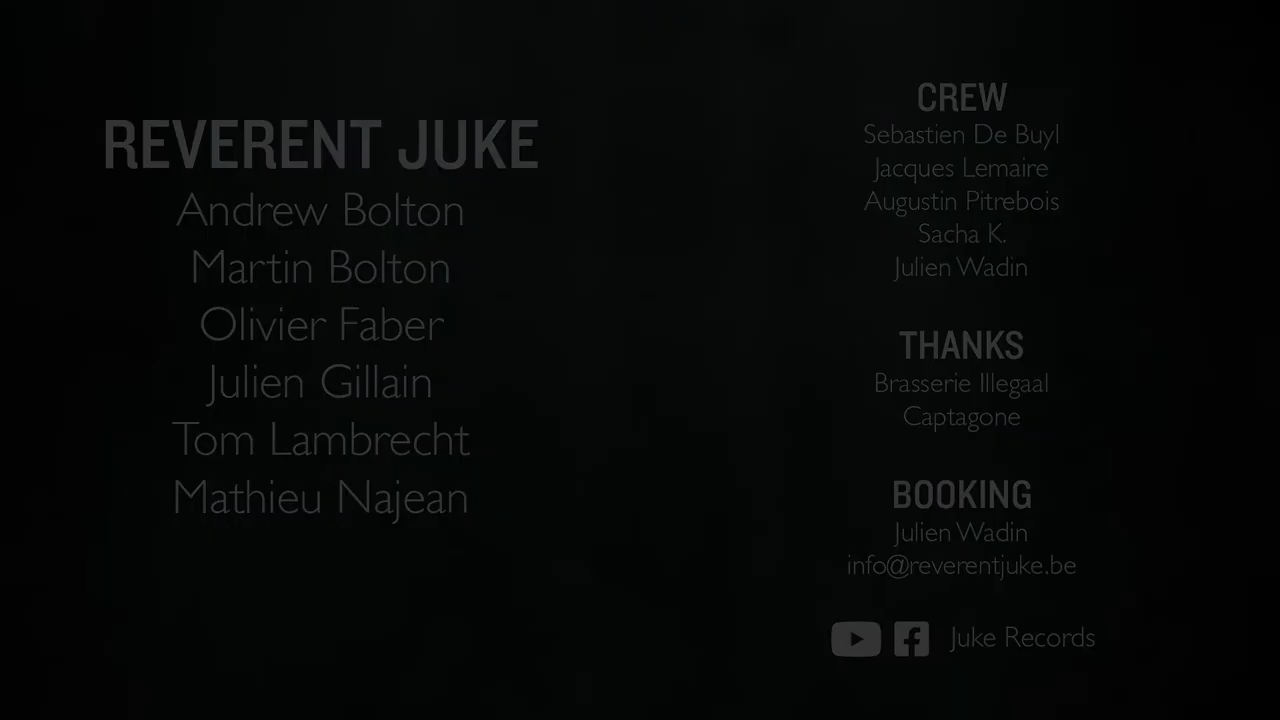 REVERENT JUKE
Andrew Bolton
Martin Bolton
Olivier Faber
Julien Gillain
Tom Lambrecht
Mathieu Najean
CREW
Sebastien De Buyl
Jacques Lemaire
Augustin Pitrebois
Sacha K.
Julien Wadin
THANKS
Brasserie Illegaal
Captagone
BOOKING
Julien Wadin
info@reverentjuke.be
Juke Records